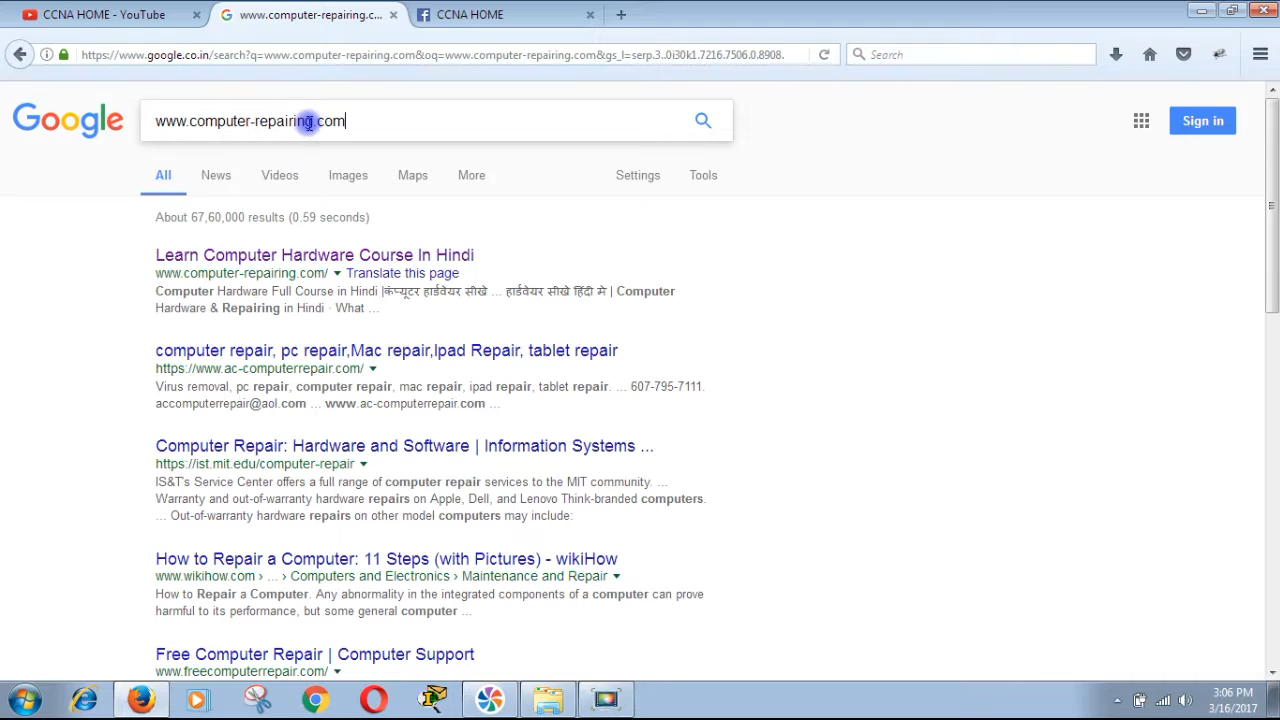 CCNA HOME - YouTube
www.computer-repairing.c...
CCNA HOME
https://www.google.co.in/search?q=www.computer-repairing.com&oq=www.computer-repairing.com&gs_l=serp.3..0i30k1.7216.7506.0.8908.
Search
Google
www.computer-repairing.com
Sign in
All News Videos Images Maps More Settings Tools
About 67,60,000 results (0.59 seconds)
Learn Computer Hardware Course In Hindi
www.computer-repairing.com/ Translate this page
Computer Hardware Full Course in Hindi |कंप्यूटर हार्डवेयर सीखे ... हार्डवेयर सीखे हिंदी मे | Computer
Hardware & Repairing in Hindi · What ...
computer repair, pc repair,Mac repair,Ipad Repair, tablet repair
https://www.ac-computerrepair.com/
Virus removal, pc repair, computer repair, mac repair, ipad repair, tablet repair. ... 607-795-7111.
accomputerrepair@aol.com ... www.ac-computerrepair.com ...
Computer Repair: Hardware and Software | Information Systems ...
https://ist.mit.edu/computer-repair
IS&T's Service Center offers a full range of computer repair services to the MIT community. ...
Warranty and out-of-warranty hardware repairs on Apple, Dell, and Lenovo Think-branded computers.
... Out-of-warranty hardware repairs on other model computers may include:
How to Repair a Computer: 11 Steps (with Pictures) - wikiHow
www.wikihow.com › ... › Computers and Electronics › Maintenance and Repair
How to Repair a Computer. Any abnormality in the integrated components of a computer can prove
harmful to its performance, but some general computer ...
Free Computer Repair | Computer Support
www.freecomputerrepair.com/
3:06 PM
3/16/2017